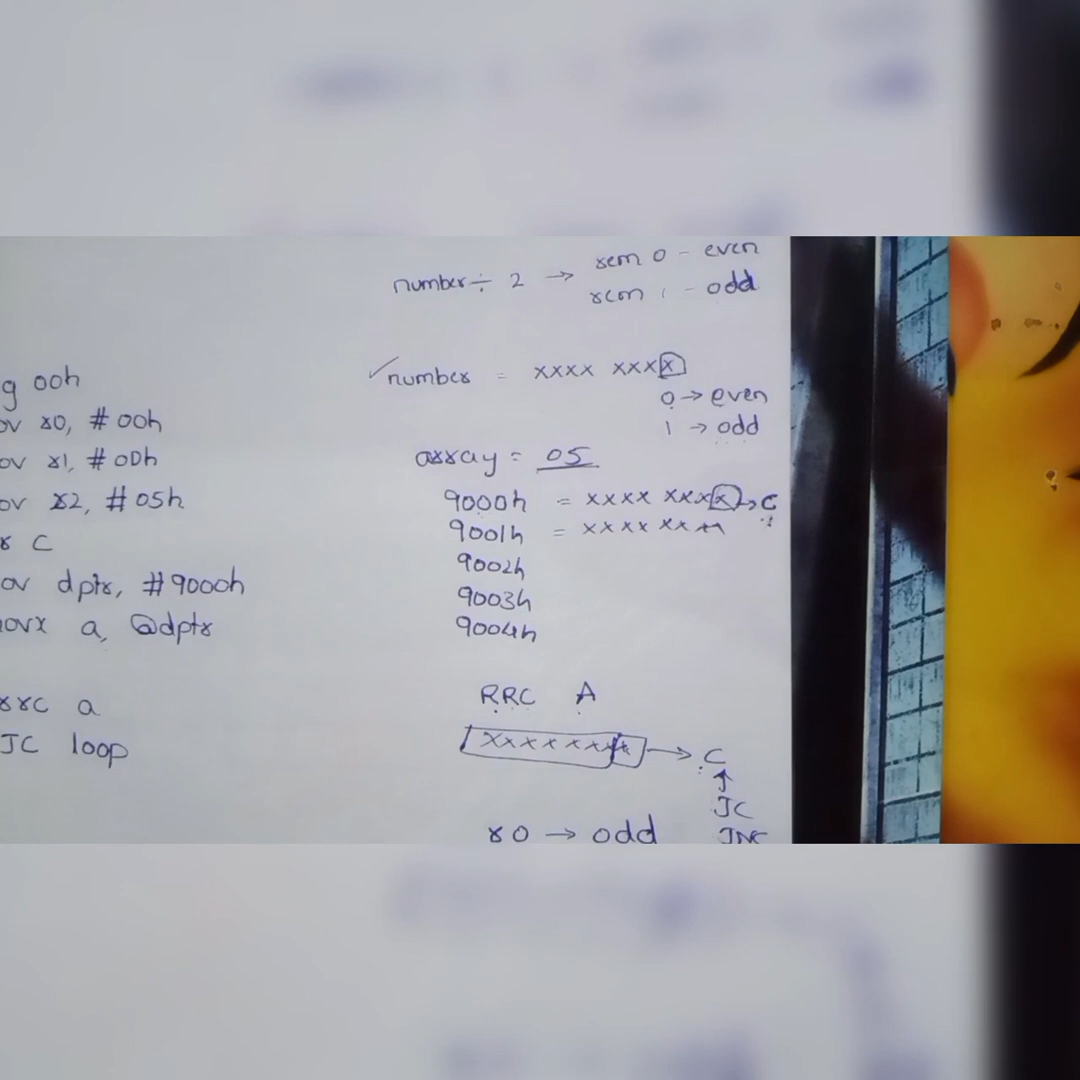 number ÷ 2 → rem 0 - even
rem 1 - odd
number = xxxx xxxx
0 → even
1 → odd
array = 05
9000h = xxxx xxxx → C
9001h = xxxx xx
9002h
9003h
9004h
RRC A
xxxxxxxx → C
JC
JNC
r0 → odd
g 00h
ov r0, #00h
ov r1, #0Dh
ov r2, #05h
r C
ov dptr, #9000h
ovx a, @dptr
rrc a
JC loop